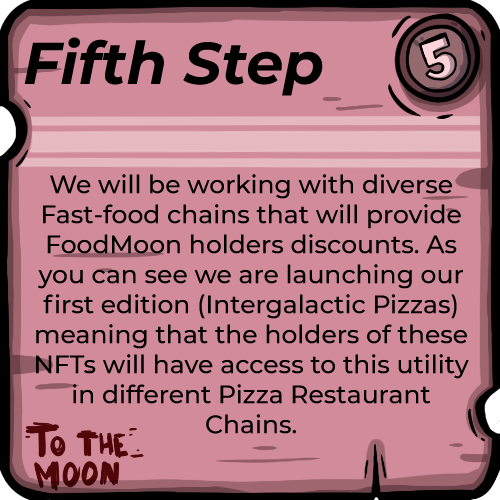 Fifth Step
5
We will be working with diverse
Fast-food chains that will provide
FoodMoon holders discounts. As
you can see we are launching our
first edition (Intergalactic Pizzas)
meaning that the holders of these
NFTs will have access to this utility
in different Pizza Restaurant
Chains.
TO THE
MOON